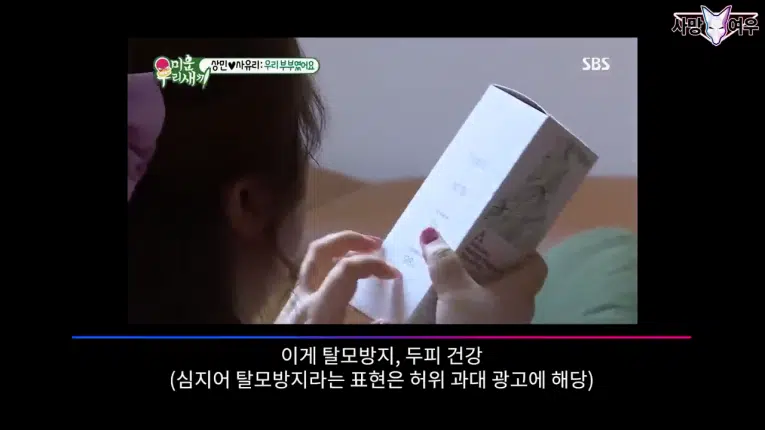 미운
우리새끼
상민♥사유리: 우리 부부였어요
SBS
사망여우
이게 탈모방지, 두피 건강
(심지어 탈모방지라는 표현은 허위 과대 광고에 해당)